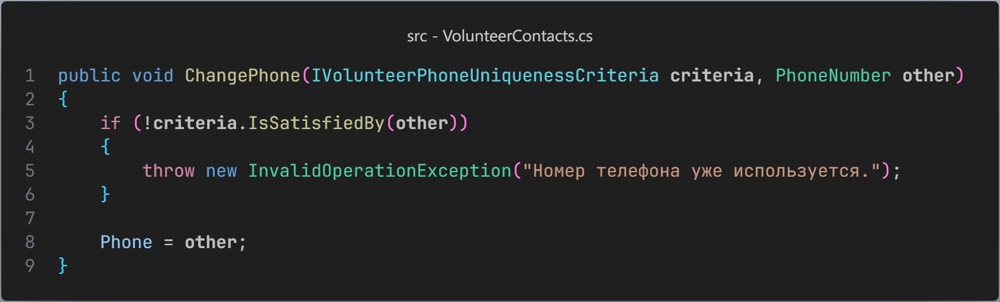 src - VolunteerContacts.cs
1 public void ChangePhone(IVolunteerPhoneUniquenessCriteria criteria, PhoneNumber other)
2 {
3     if (!criteria.IsSatisfiedBy(other))
4     {
5         throw new InvalidOperationException("Номер телефона уже используется.");
6     }
7
8     Phone = other;
9 }